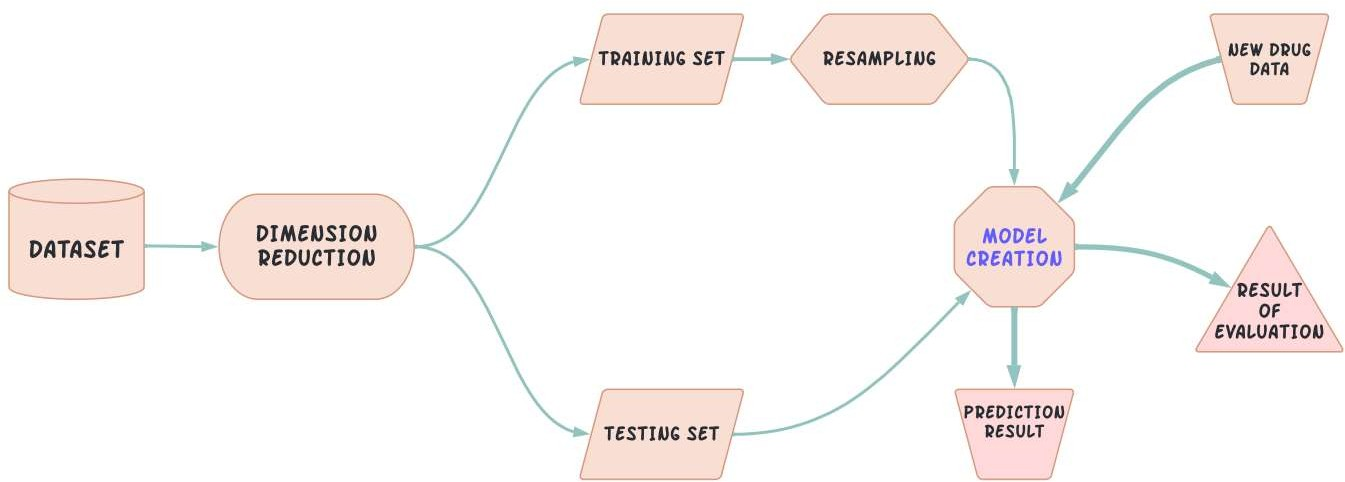 DATASET
DIMENSION
REDUCTION
TRAINING SET
RESAMPLING
TESTING SET
NEW DRUG
DATA
MODEL
CREATION
RESULT
OF
EVALUATION
PREDICTION
RESULT